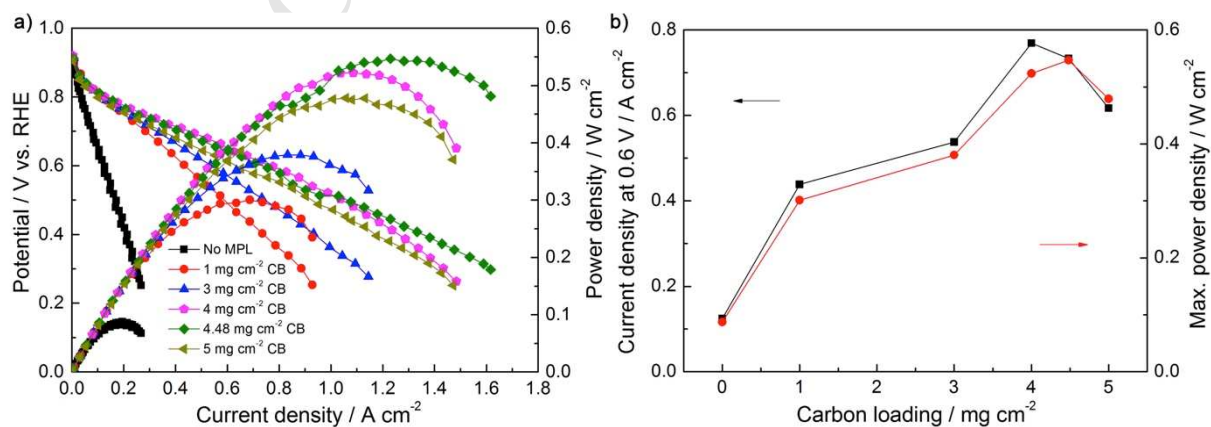 a)
1.0
0.8
0.6
0.4
0.2
0.0
Potential / V vs. RHE
0.0 0.2 0.4 0.6 0.8 1.0 1.2 1.4 1.6 1.8
Current density / A cm⁻²
0.6
0.5
0.4
0.3
0.2
0.1
0.0
Power density / W cm⁻²
No MPL
1 mg cm⁻² CB
3 mg cm⁻² CB
4 mg cm⁻² CB
4.48 mg cm⁻² CB
5 mg cm⁻² CB
b)
0.8
0.6
0.4
0.2
0.0
Current density at 0.6 V / A cm⁻²
0 1 2 3 4 5
Carbon loading / mg cm⁻²
0.6
0.4
0.2
0.0
Max. power density / W cm⁻²